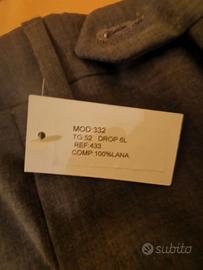 MOD:332
TG:52 DROP 6L
REF:433
COMP:100%LANA
subito